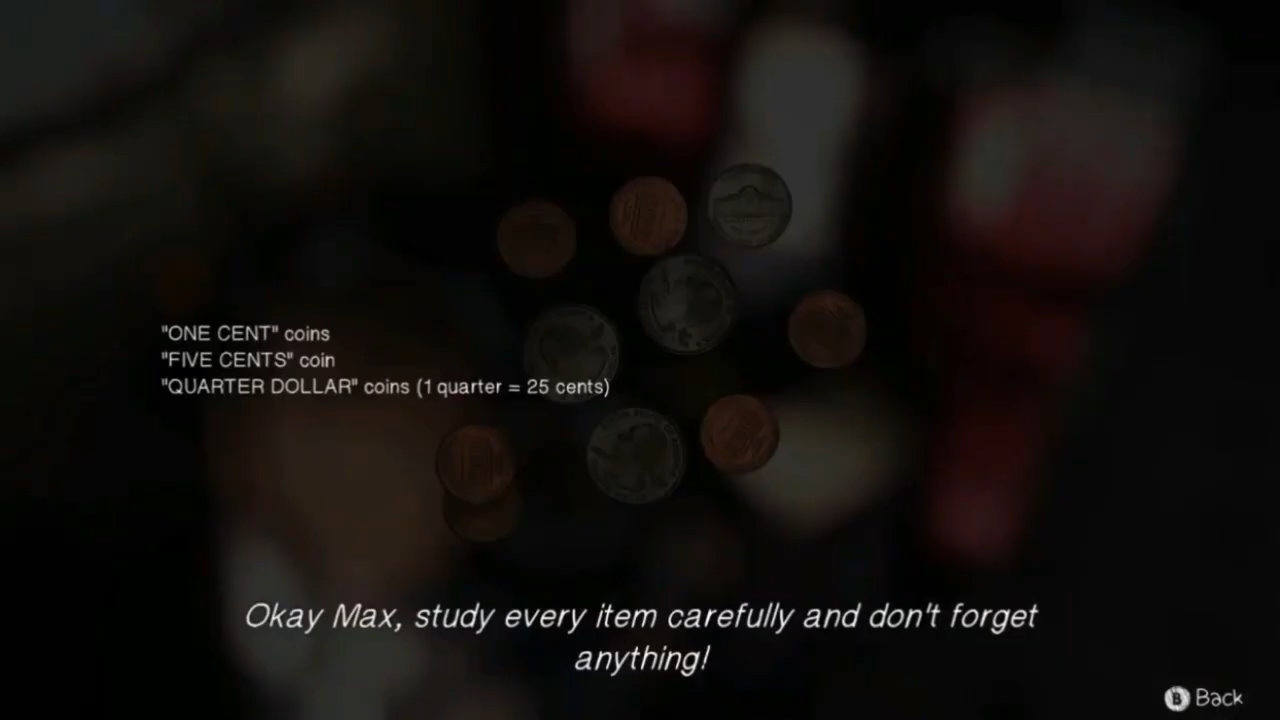 "ONE CENT" coins
"FIVE CENTS" coin
"QUARTER DOLLAR" coins (1 quarter = 25 cents)
Okay Max, study every item carefully and don't forget
anything!
B Back